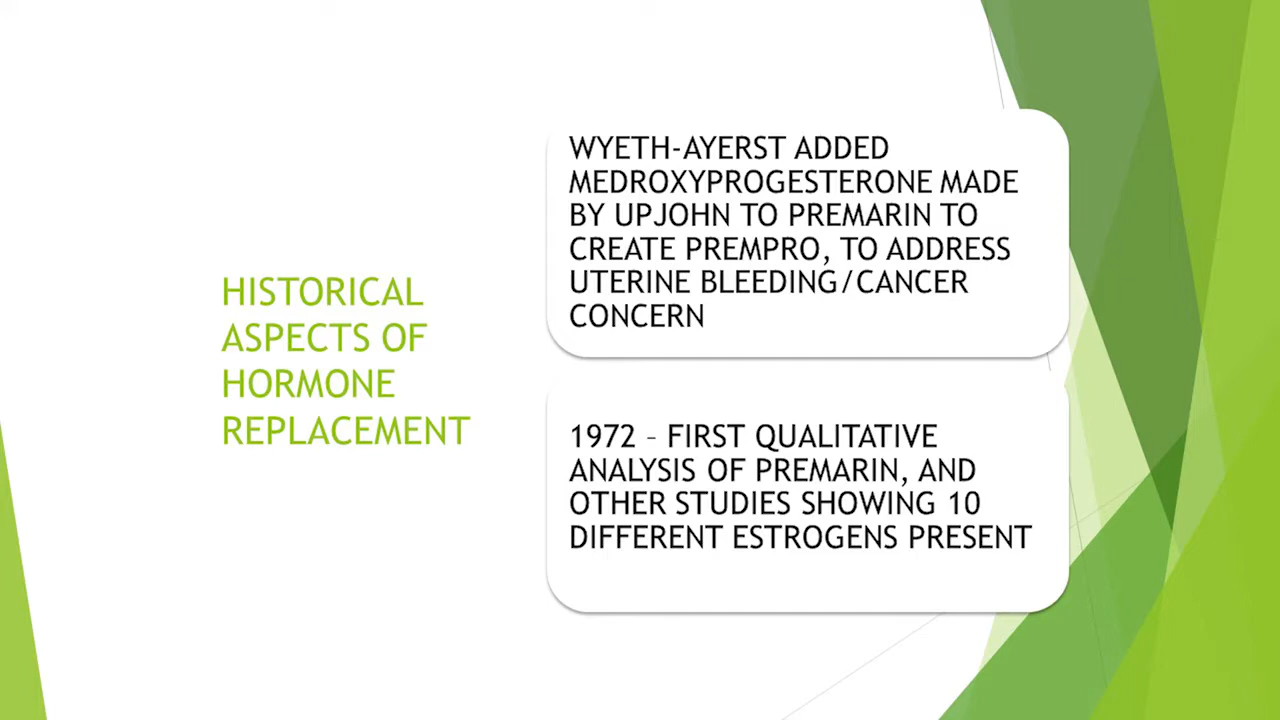 HISTORICAL
ASPECTS OF
HORMONE
REPLACEMENT
WYETH-AYERST ADDED
MEDROXYPROGESTERONE MADE
BY UPJOHN TO PREMARIN TO
CREATE PREMPRO, TO ADDRESS
UTERINE BLEEDING/CANCER
CONCERN
1972 – FIRST QUALITATIVE
ANALYSIS OF PREMARIN, AND
OTHER STUDIES SHOWING 10
DIFFERENT ESTROGENS PRESENT